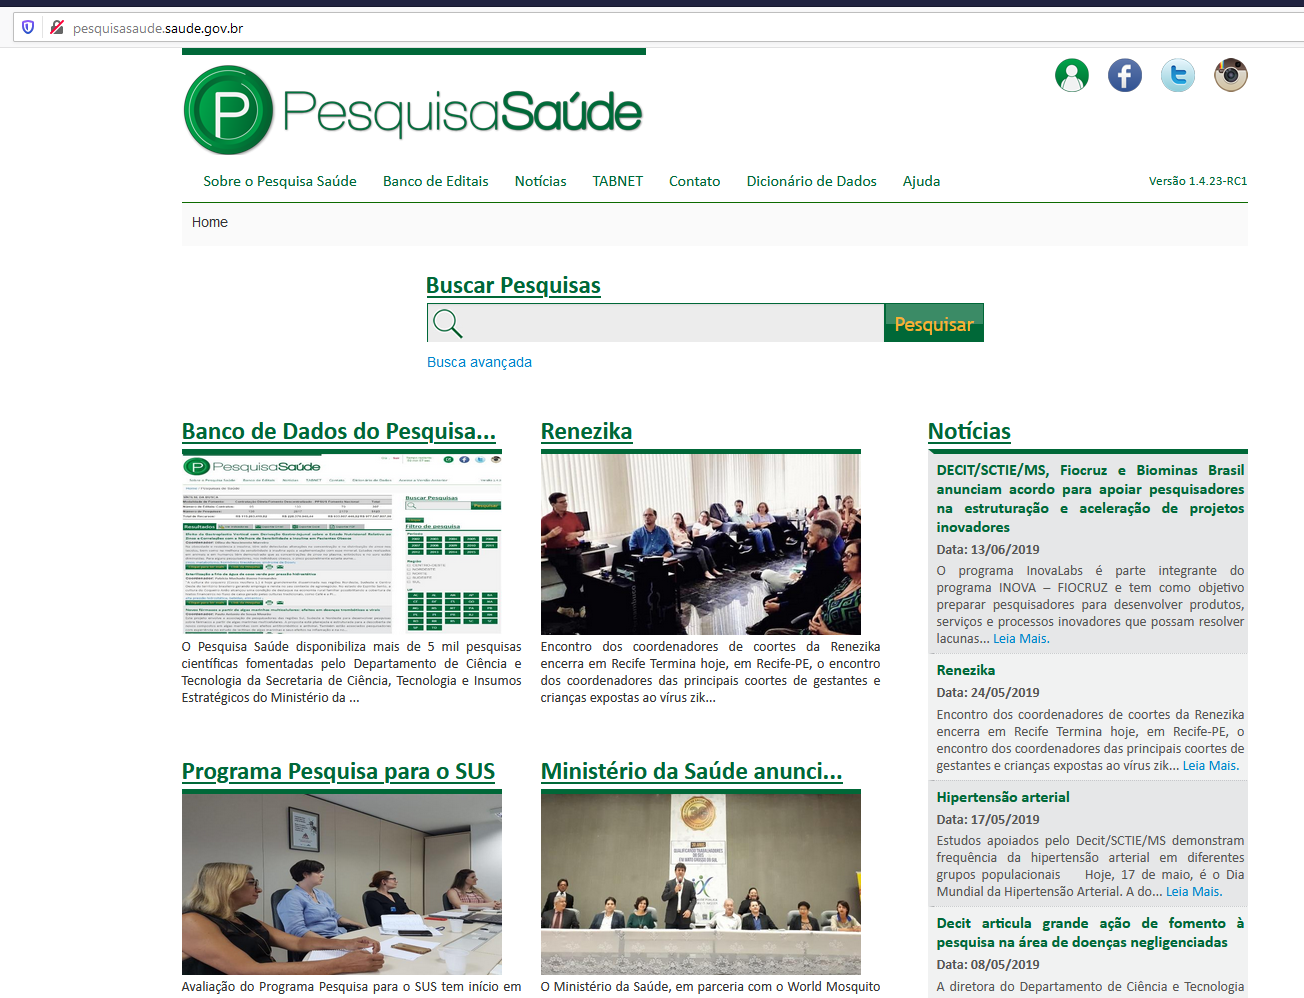 pesquisasaude.saude.gov.br
P PesquisaSaúde
Sobre o Pesquisa Saúde Banco de Editais Notícias TABNET Contato Dicionário de Dados Ajuda
Versão 1.4.23-RC1
Home
Buscar Pesquisas
Pesquisar
Busca avançada
Banco de Dados do Pesquisa...
PesquisaSaúde
O Pesquisa Saúde disponibiliza mais de 5 mil pesquisas
científicas fomentadas pelo Departamento de Ciência e
Tecnologia da Secretaria de Ciência, Tecnologia e Insumos
Estratégicos do Ministério da ...
Renezika
Encontro dos coordenadores de coortes da Renezika
encerra em Recife Termina hoje, em Recife-PE, o encontro
dos coordenadores das principais coortes de gestantes e
crianças expostas ao vírus zik...
Programa Pesquisa para o SUS
Avaliação do Programa Pesquisa para o SUS tem início em
Ministério da Saúde anunci...
O Ministério da Saúde, em parceria com o World Mosquito
Notícias
DECIT/SCTIE/MS, Fiocruz e Biominas Brasil
anunciam acordo para apoiar pesquisadores
na estruturação e aceleração de projetos
inovadores
Data: 13/06/2019
O programa InovaLabs é parte integrante do
programa INOVA – FIOCRUZ e tem como objetivo
preparar pesquisadores para desenvolver produtos,
serviços e processos inovadores que possam resolver
lacunas... Leia Mais.
Renezika
Data: 24/05/2019
Encontro dos coordenadores de coortes da Renezika
encerra em Recife Termina hoje, em Recife-PE, o
encontro dos coordenadores das principais coortes de
gestantes e crianças expostas ao vírus zik... Leia Mais.
Hipertensão arterial
Data: 17/05/2019
Estudos apoiados pelo Decit/SCTIE/MS demonstram
frequência da hipertensão arterial em diferentes
grupos populacionais Hoje, 17 de maio, é o Dia
Mundial da Hipertensão Arterial. A do... Leia Mais.
Decit articula grande ação de fomento à
pesquisa na área de doenças negligenciadas
Data: 08/05/2019
A diretora do Departamento de Ciência e Tecnologia